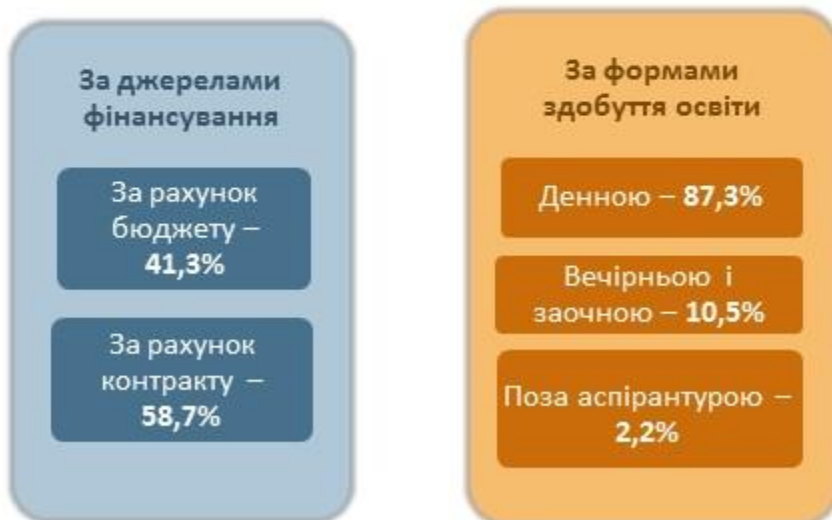 За джерелами
фінансування
За рахунок
бюджету –
41,3%
За рахунок
контракту –
58,7%
За формами
здобуття освіти
Денною – 87,3%
Вечірньою і
заочною – 10,5%
Поза аспірантурою –
2,2%